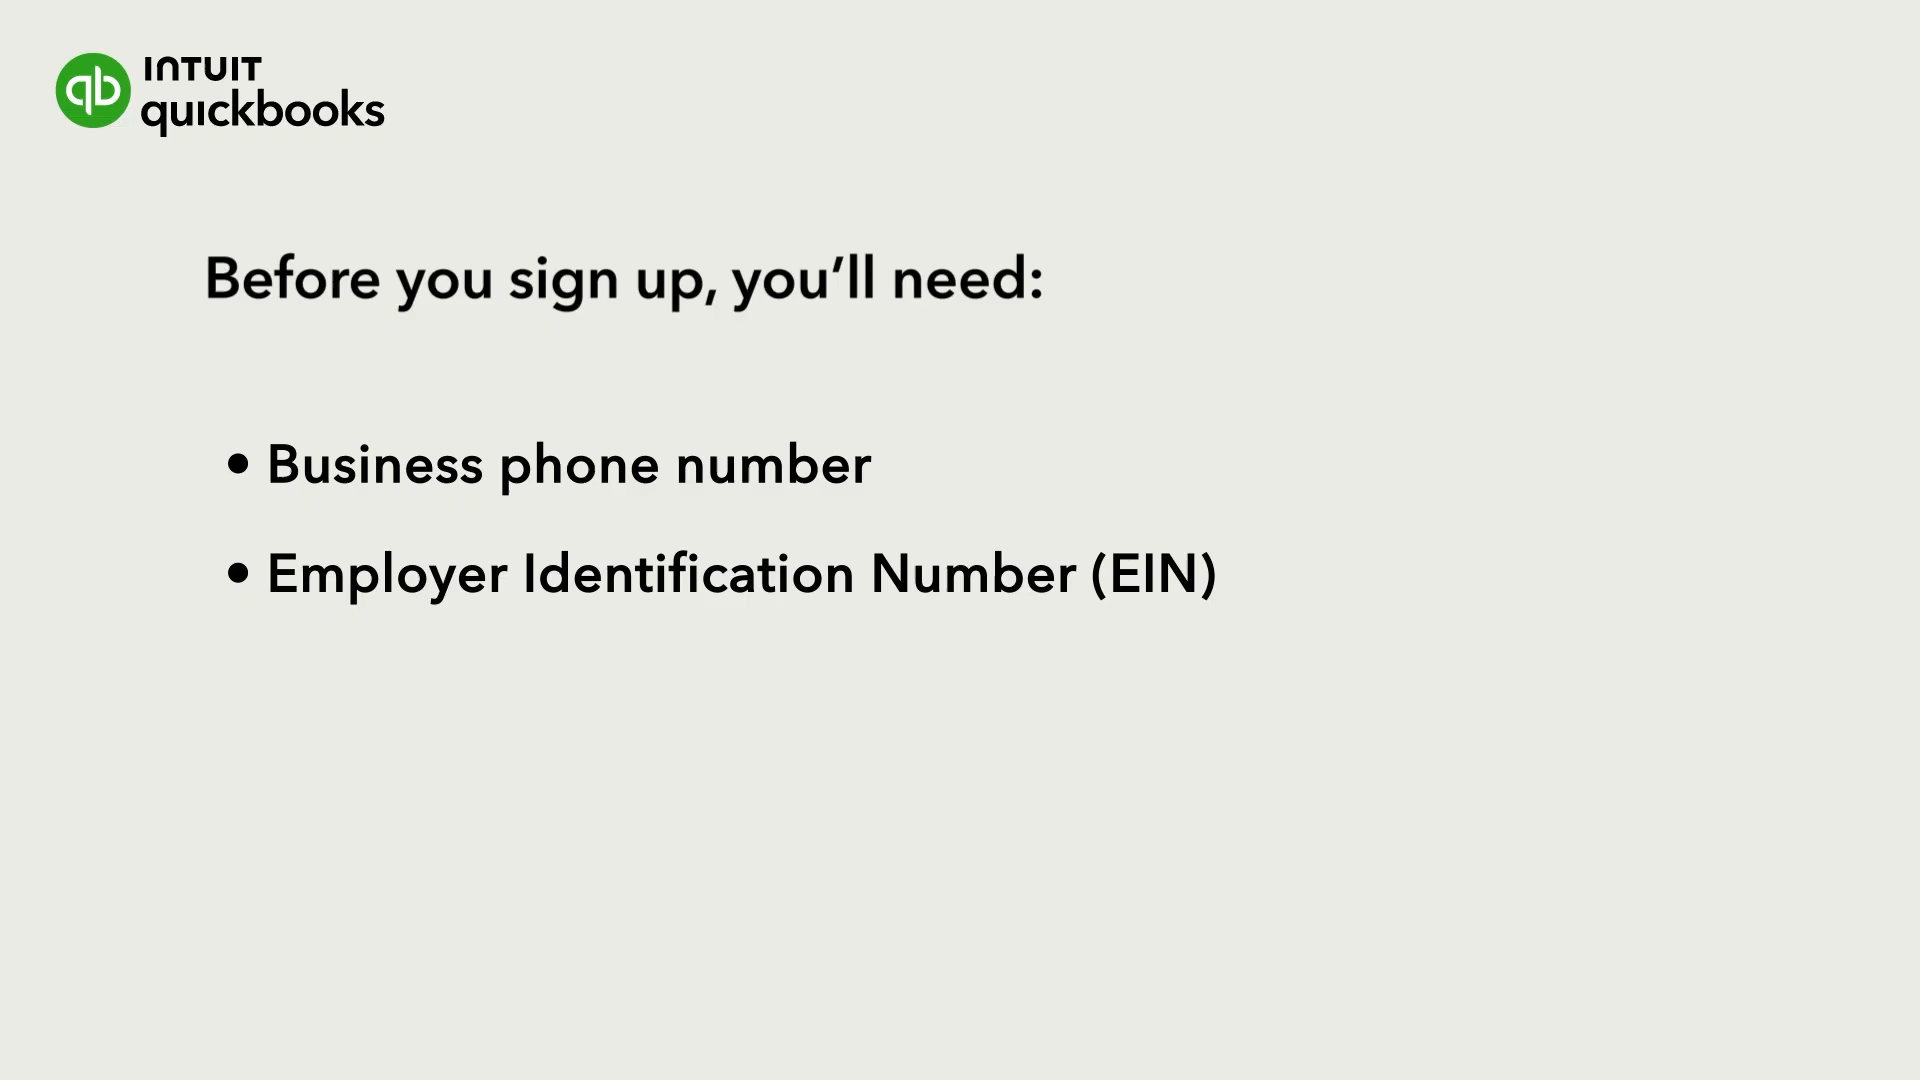 INTUIT
quickbooks
Before you sign up, you’ll need:
• Business phone number
• Employer Identification Number (EIN)